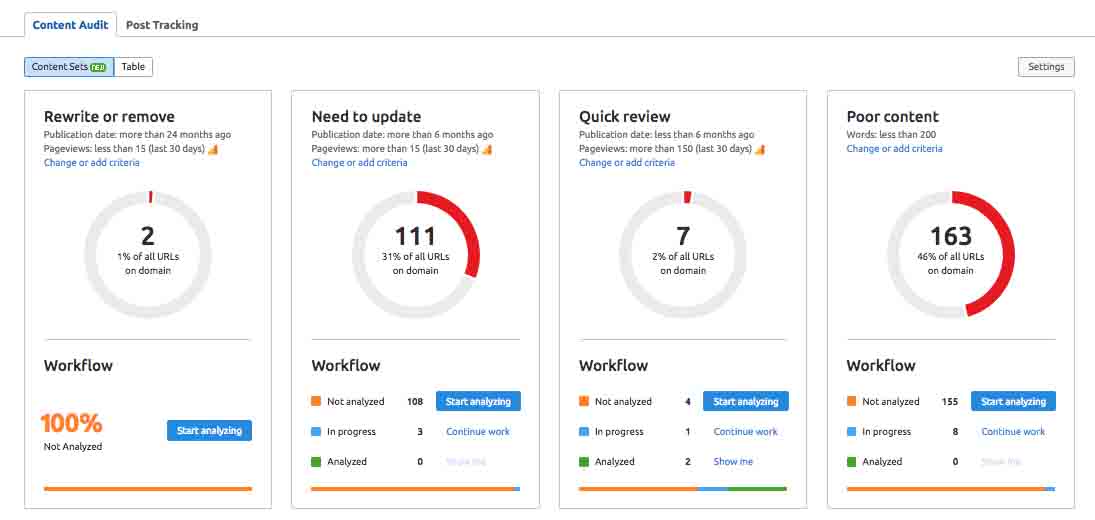 Content Audit
Post Tracking
Content Sets NEW
Table
Settings
Rewrite or remove
Publication date: more than 24 months ago
Pageviews: less than 15 (last 30 days)
Change or add criteria
2
1% of all URLs
on domain
Workflow
100%
Not Analyzed
Start analyzing
Need to update
Publication date: more than 6 months ago
Pageviews: more than 15 (last 30 days)
Change or add criteria
111
31% of all URLs
on domain
Workflow
Not analyzed 108 Start analyzing
In progress 3 Continue work
Analyzed 0 Show me
Quick review
Publication date: less than 6 months ago
Pageviews: more than 150 (last 30 days)
Change or add criteria
7
2% of all URLs
on domain
Workflow
Not analyzed 4 Start analyzing
In progress 1 Continue work
Analyzed 2 Show me
Poor content
Words: less than 200
Change or add criteria
163
46% of all URLs
on domain
Workflow
Not analyzed 155 Start analyzing
In progress 8 Continue work
Analyzed 0 Show me